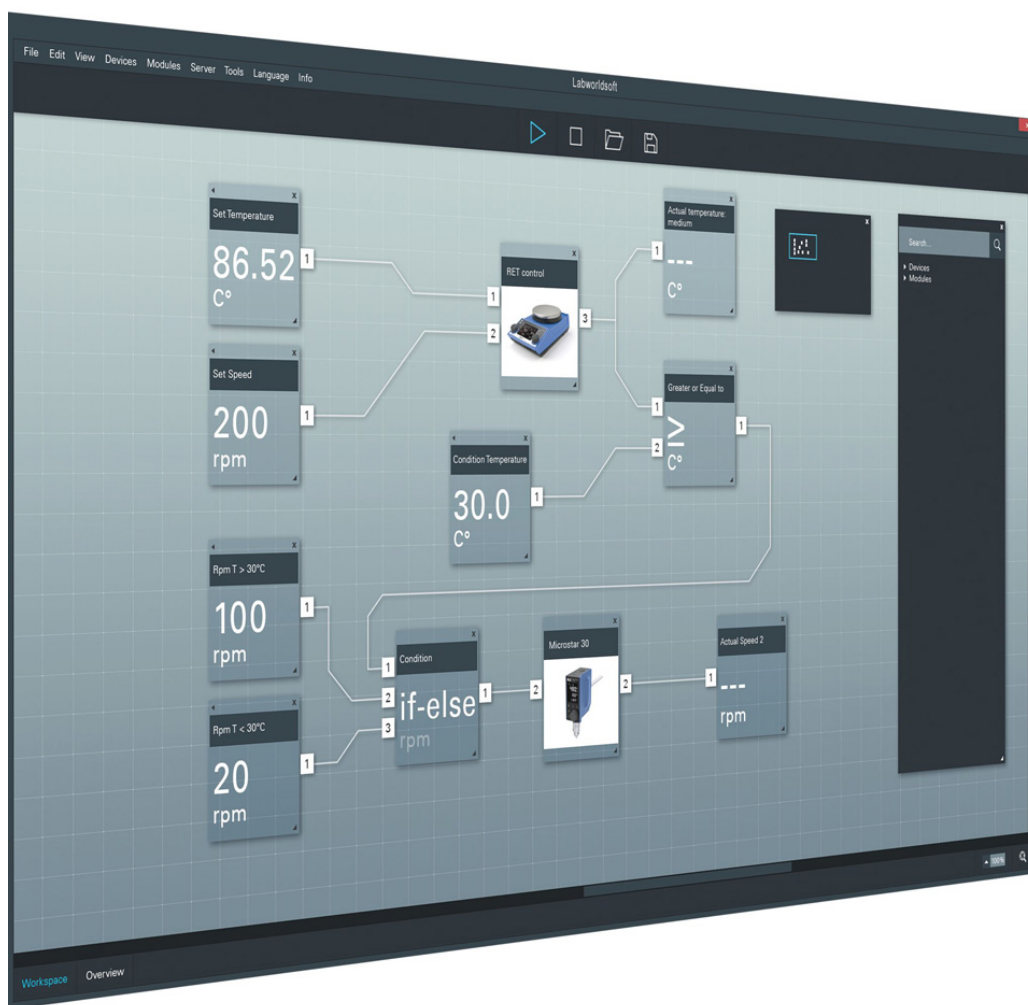 File Edit View Devices Modules Server Tools Language Info
Labworldsoft
x
x
Set Temperature
86.52
C°
1
x
Set Speed
200
rpm
1
x
RET control
1
2
3
x
Actual temperature:
medium
1
---
C°
x
Greater or Equal to
1
2
≥
C°
1
x
Condition Temperature
30.0
C°
1
x
Rpm T > 30°C
100
rpm
1
x
Rpm T < 30°C
20
rpm
1
x
Condition
1
2
3
if-else
rpm
1
x
Microstar 30
2
2
x
Actual Speed 2
1
---
rpm
x
x
Search...
Devices
Modules
100%
Workspace Overview